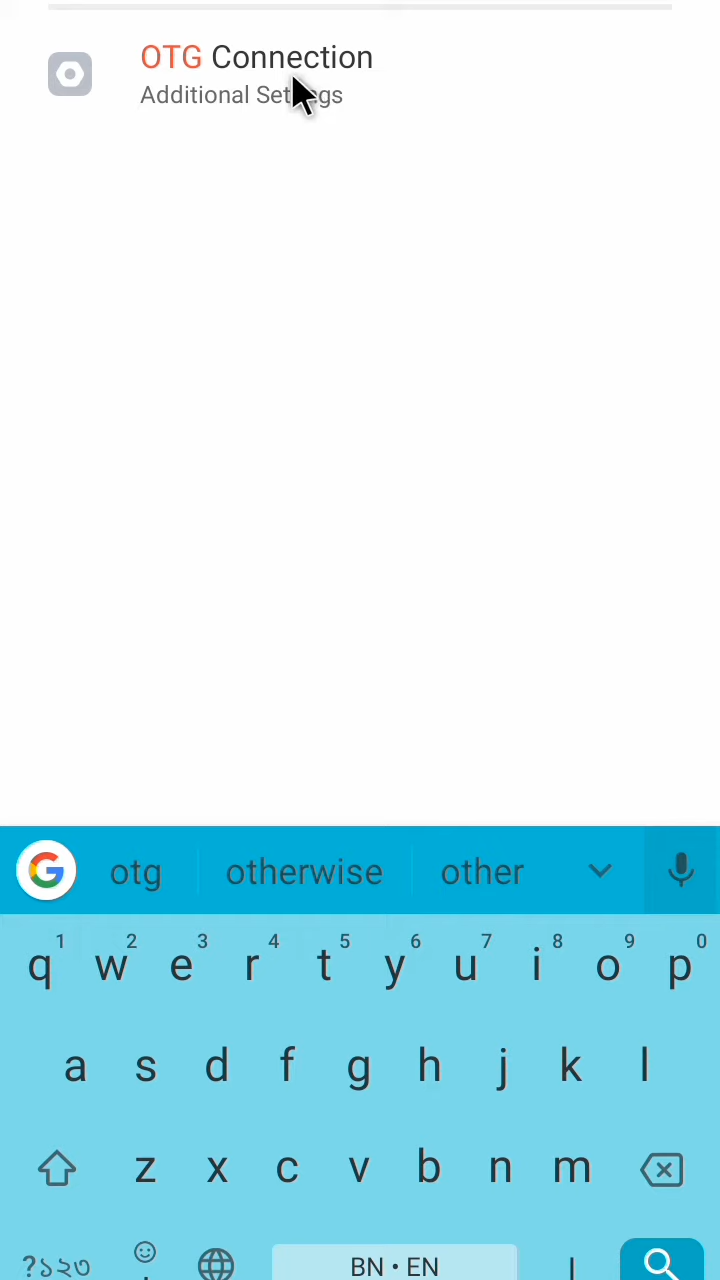 OTG Connection
Additional Settings
otg otherwise other
1 2 3 4 5 6 7 8 9 0
q w e r t y u i o p
a s d f g h j k l
z x c v b n m
?১২৩ BN • EN ।